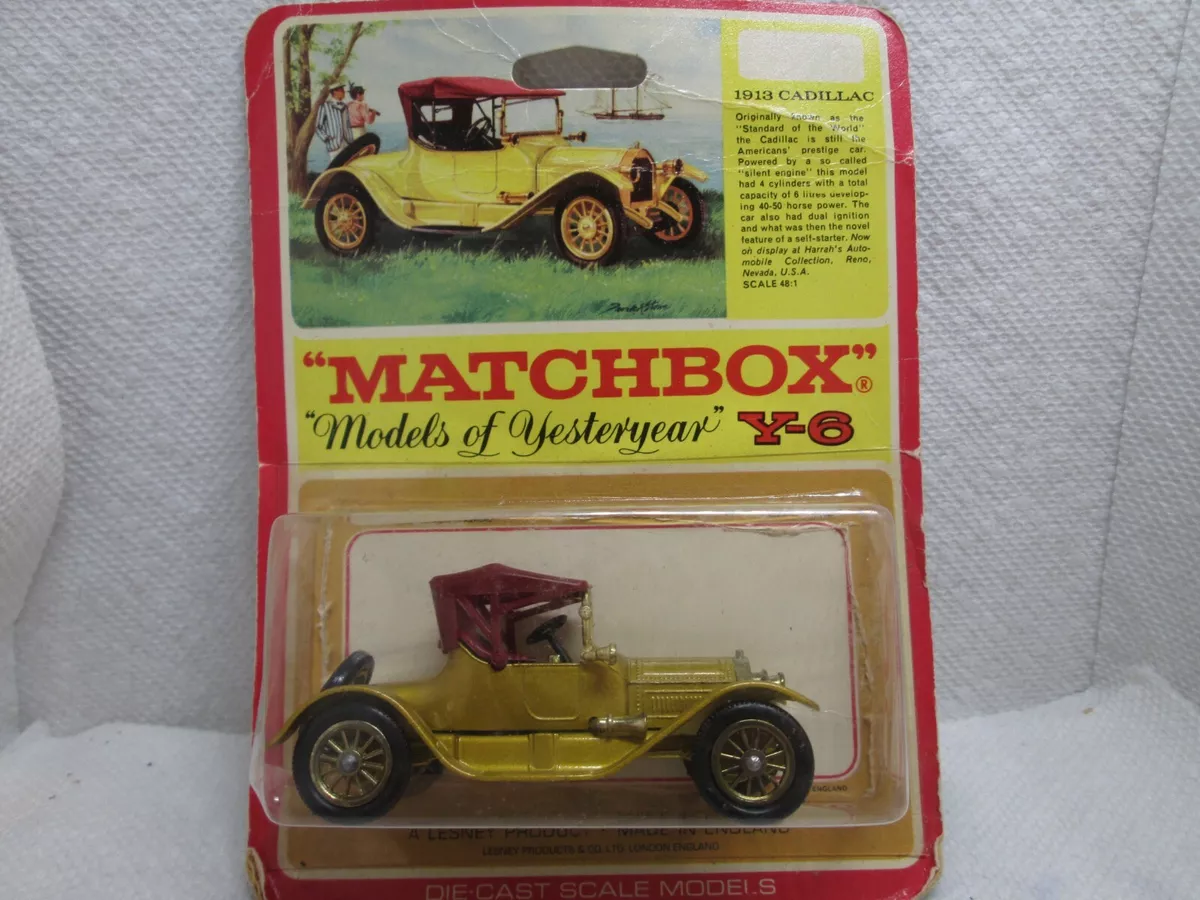 1913 CADILLAC
Originally known as the
"Standard of the World"
the Cadillac is still the
Americans' prestige car.
Powered by a so called
"silent engine" this model
had 4 cylinders with a total
capacity of 6 litres develop-
ing 40-50 horse power. The
car also had dual ignition
and what was then the novel
feature of a self-starter. Now
on display at Harrah's Auto-
mobile Collection, Reno,
Nevada, U.S.A.
SCALE 48:1
"MATCHBOX"®
"Models of Yesteryear" Y-6
ENGLAND
A LESNEY PRODUCT · MADE IN ENGLAND
LESNEY PRODUCTS & CO. LTD. LONDON ENGLAND
DIE-CAST SCALE MODELS